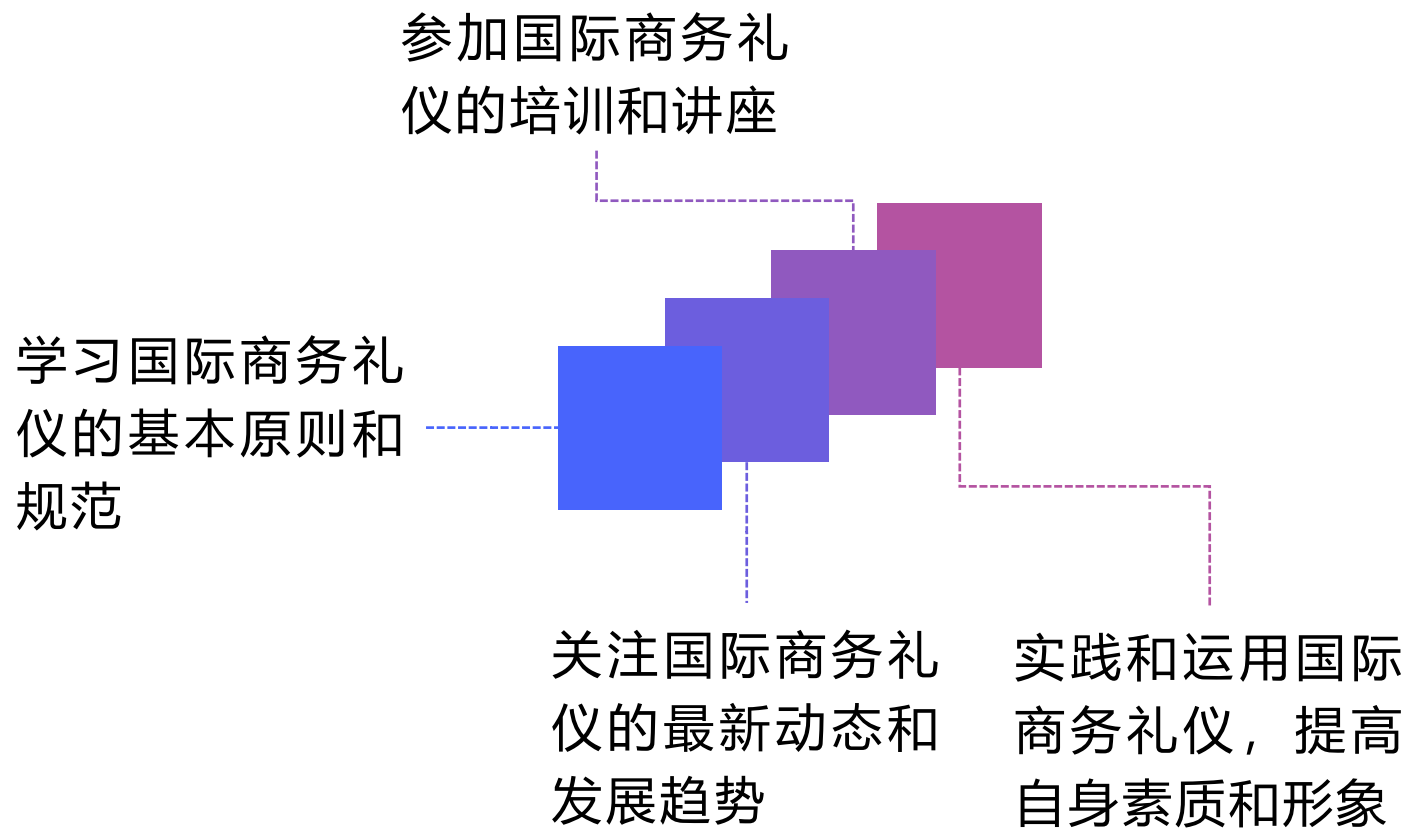 参加国际商务礼
仪的培训和讲座
学习国际商务礼
仪的基本原则和
规范
关注国际商务礼
仪的最新动态和
发展趋势
实践和运用国际
商务礼仪，提高
自身素质和形象